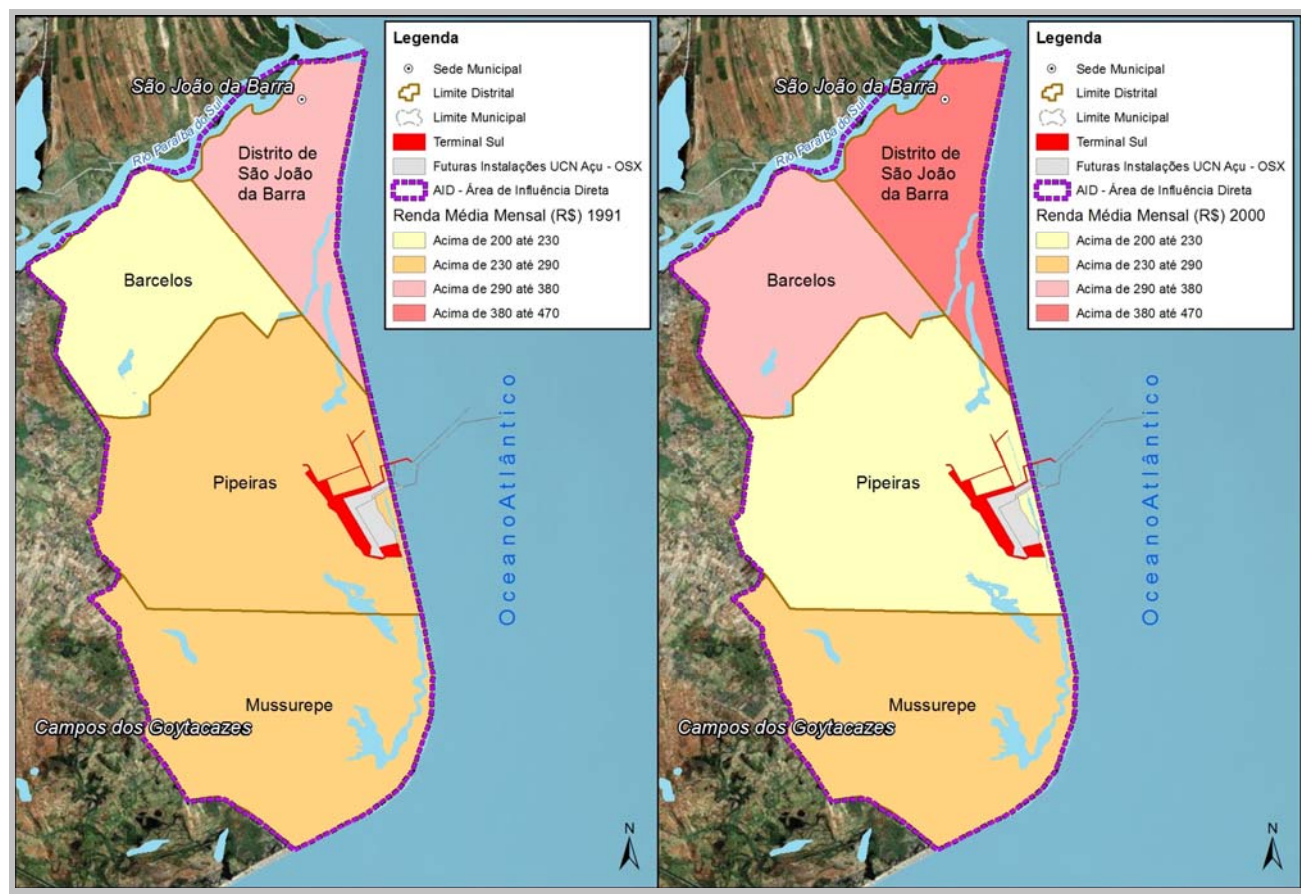 Legenda
Sede Municipal
Limite Distrital
Limite Municipal
Terminal Sul
Futuras Instalações UCN Açu - OSX
AID - Área de Influência Direta
Renda Média Mensal (R$) 1991
Acima de 200 até 230
Acima de 230 até 290
Acima de 290 até 380
Acima de 380 até 470
São João da Barra
Rio Paraíba do Sul
Distrito de
São João
da Barra
Barcelos
Pipeiras
Oceano Atlântico
Mussurepe
Campos dos Goytacazes
N
Legenda
Sede Municipal
Limite Distrital
Limite Municipal
Terminal Sul
Futuras Instalações UCN Açu - OSX
AID - Área de Influência Direta
Renda Média Mensal (R$) 2000
Acima de 200 até 230
Acima de 230 até 290
Acima de 290 até 380
Acima de 380 até 470
São João da Barra
Rio Paraíba do Sul
Distrito de
São João
da Barra
Barcelos
Pipeiras
Oceano Atlântico
Mussurepe
Campos dos Goytacazes
N